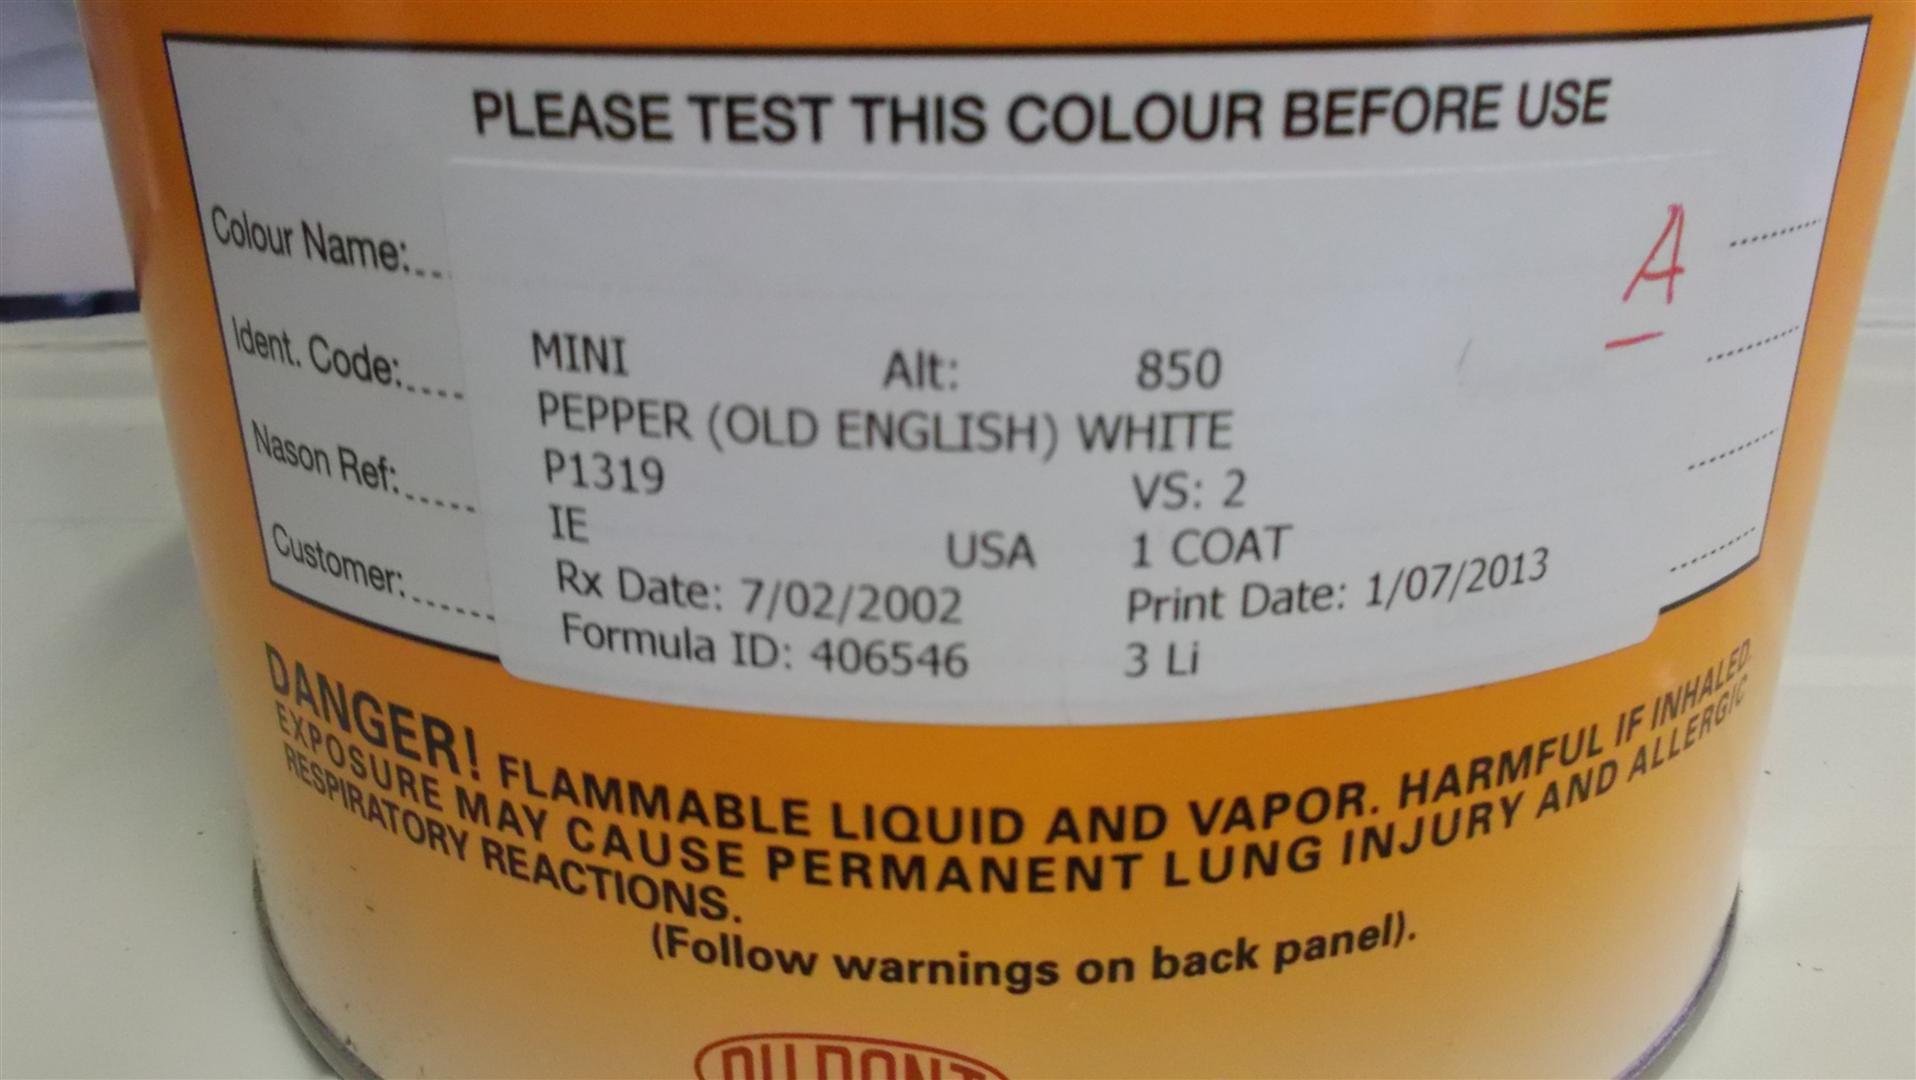 PLEASE TEST THIS COLOUR BEFORE USE
A
Colour Name:
Ident. Code:
Nason Ref:
Customer:
MINI Alt: 850
PEPPER (OLD ENGLISH) WHITE
P1319 VS: 2
IE USA 1 COAT
Rx Date: 7/02/2002 Print Date: 1/07/2013
Formula ID: 406546 3 Li
DANGER! FLAMMABLE LIQUID AND VAPOR. HARMFUL IF INHALED.
EXPOSURE MAY CAUSE PERMANENT LUNG INJURY AND ALLERGIC
RESPIRATORY REACTIONS.
(Follow warnings on back panel).
DUPONT